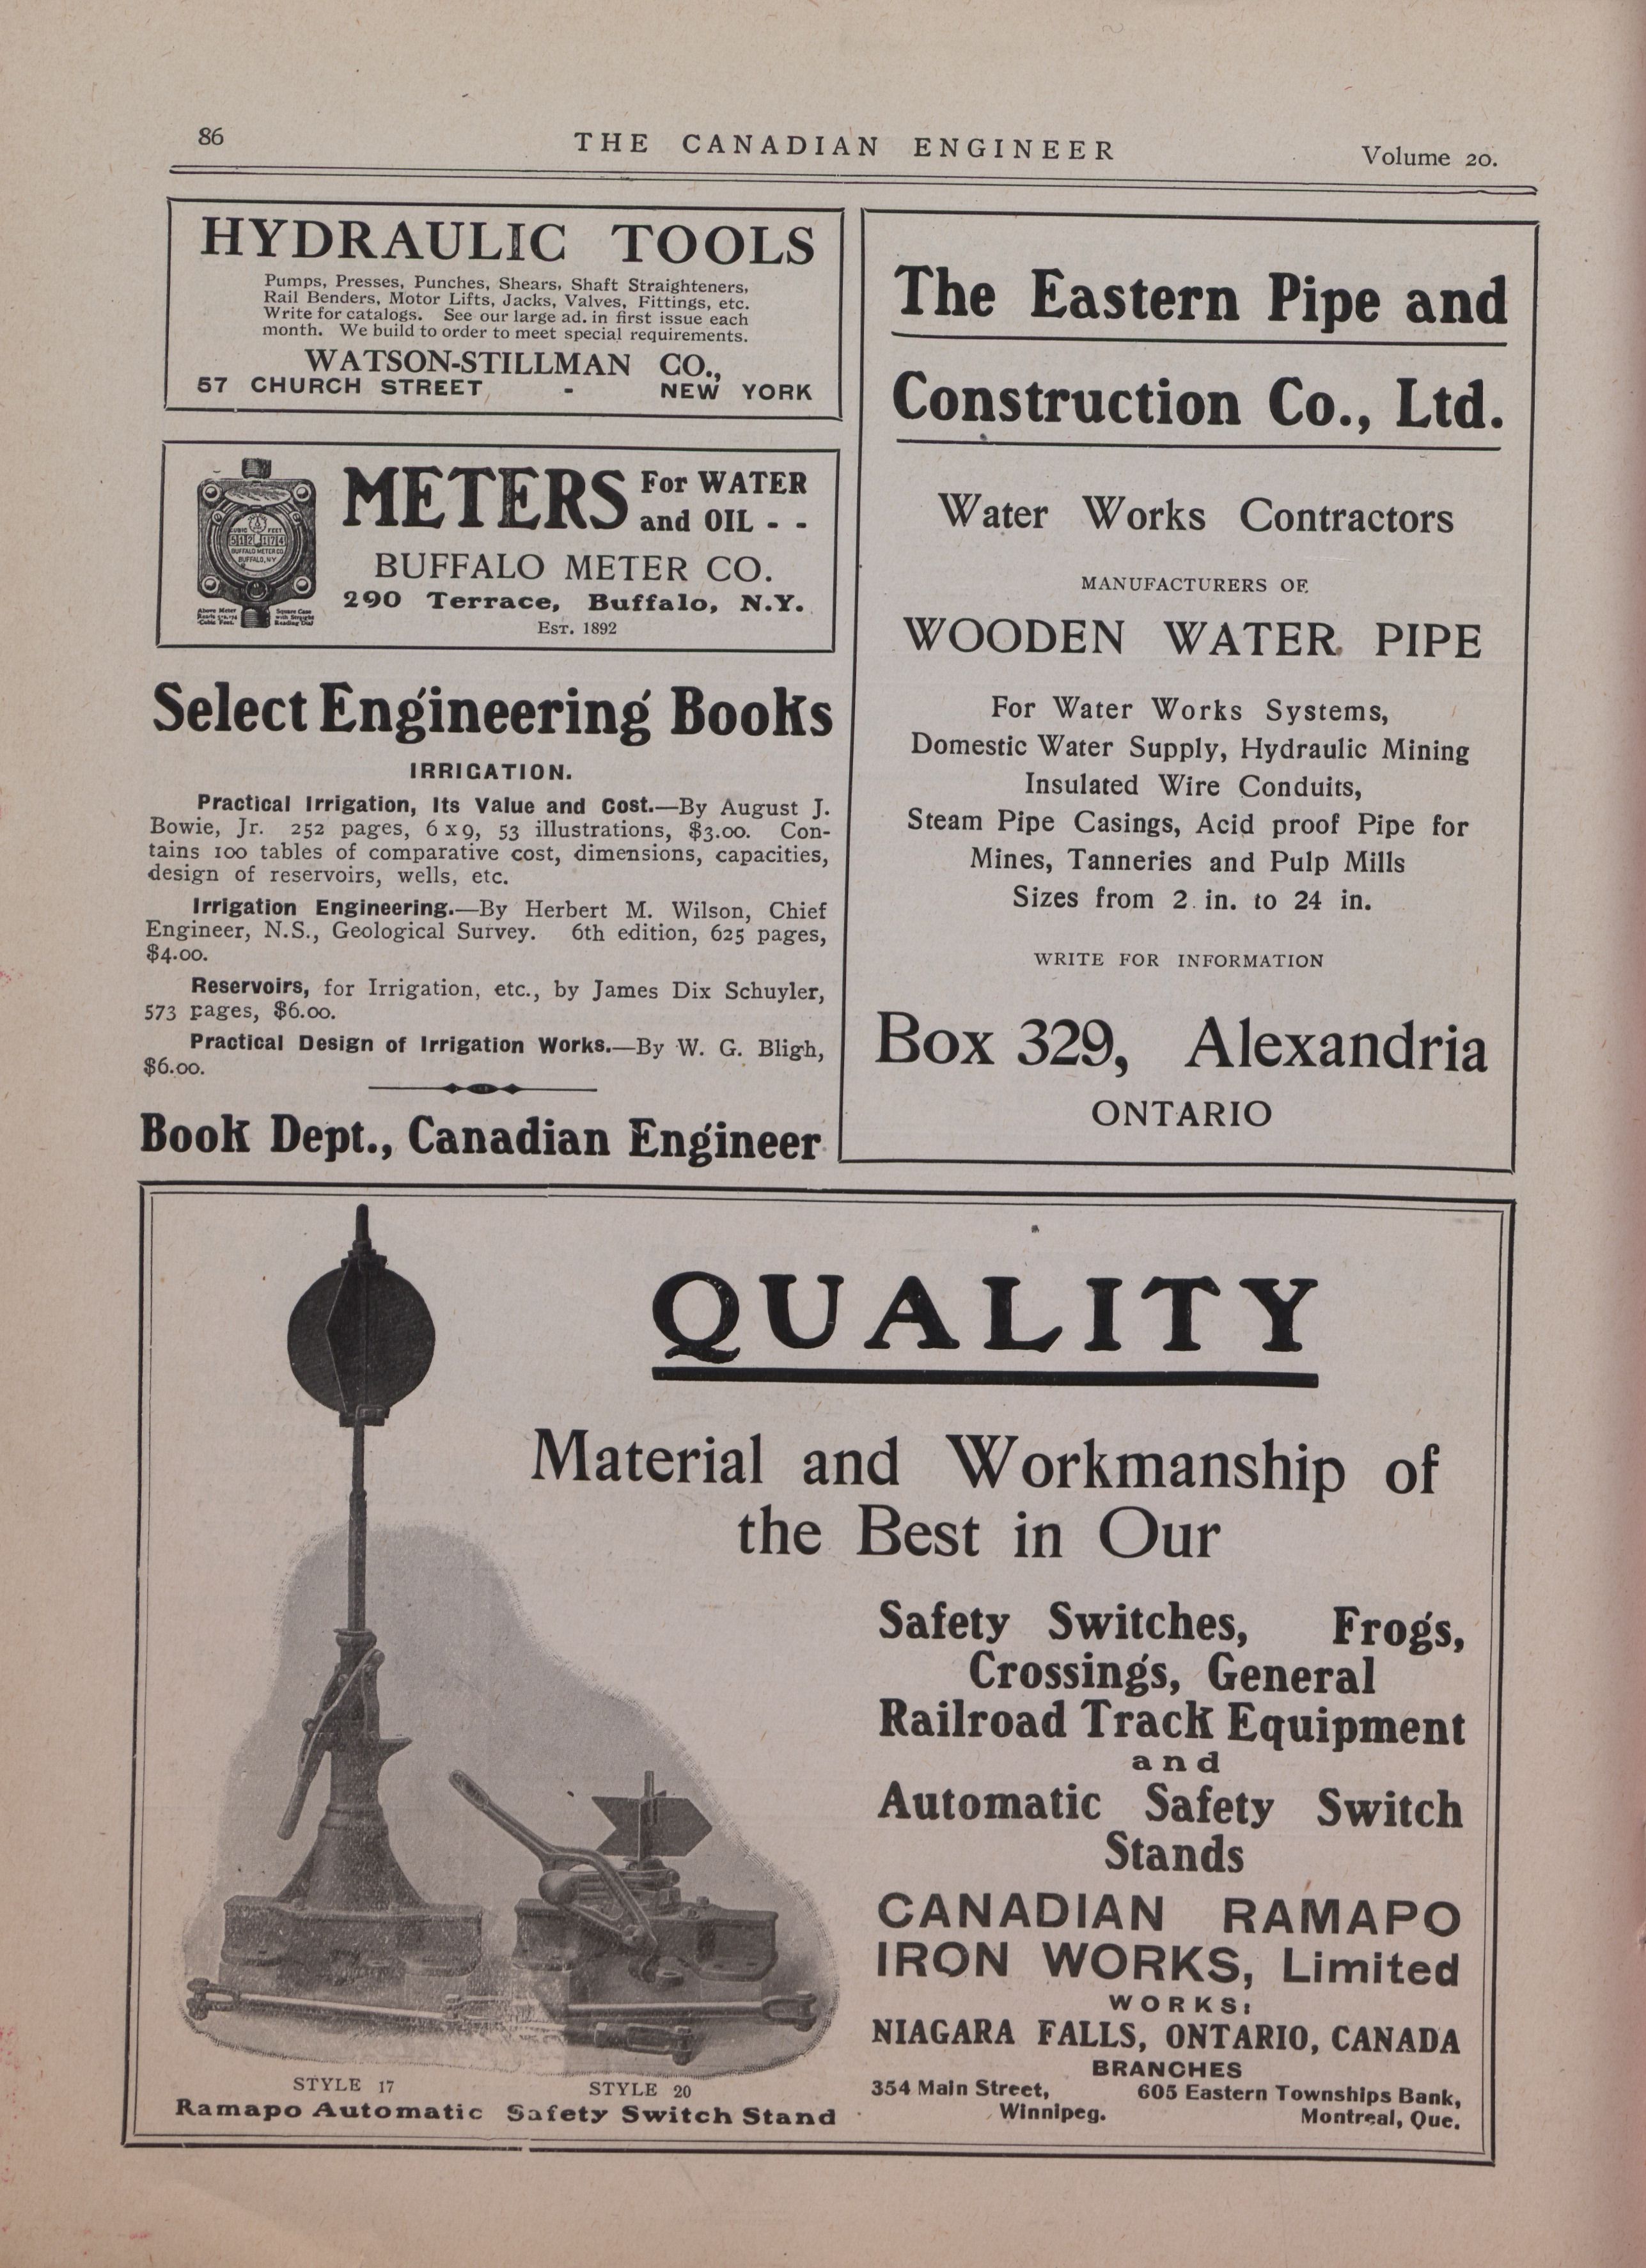 86
THE CANADIAN ENGINEER
Volume 20.
HYDRAULIC TOOLS
Pumps, Presses, Punches, Shears, Shaft Straighteners,
Rail Benders, Motor Lifts, Jacks, Valves, Fittings, etc.
Write for catalogs. See our large ad. in first issue each
month. We build to order to meet special requirements.
WATSON-STILLMAN CO.,
57 CHURCH STREET - NEW YORK
METERS
For WATER
and OIL - -
BUFFALO METER CO.
290 Terrace, Buffalo, N.Y.
EST. 1892
CUBIC FEET
BUFFALO METER CO.
BUFFALO, N.Y.
Select Engineering Books
IRRIGATION.
Practical Irrigation, Its Value and Cost.—By August J.
Bowie, Jr. 252 pages, 6 x 9, 53 illustrations, $3.00. Con-
tains 100 tables of comparative cost, dimensions, capacities,
design of reservoirs, wells, etc.
Irrigation Engineering.—By Herbert M. Wilson, Chief
Engineer, N.S., Geological Survey. 6th edition, 625 pages,
$4.00.
Reservoirs, for Irrigation, etc., by James Dix Schuyler,
573 pages, $6.00.
Practical Design of Irrigation Works.—By W. G. Bligh,
$6.00.
Book Dept., Canadian Engineer
The Eastern Pipe and
Construction Co., Ltd.
Water Works Contractors
MANUFACTURERS OF
WOODEN WATER PIPE
For Water Works Systems,
Domestic Water Supply, Hydraulic Mining
Insulated Wire Conduits,
Steam Pipe Casings, Acid proof Pipe for
Mines, Tanneries and Pulp Mills
Sizes from 2 in. to 24 in.
WRITE FOR INFORMATION
Box 329, Alexandria
ONTARIO
QUALITY
Material and Workmanship of
the Best in Our
Safety Switches, Frogs,
Crossings, General
Railroad Track Equipment
and
Automatic Safety Switch
Stands
CANADIAN RAMAPO
IRON WORKS, Limited
WORKS:
NIAGARA FALLS, ONTARIO, CANADA
BRANCHES
354 Main Street,
Winnipeg.
605 Eastern Townships Bank,
Montreal, Que.
STYLE 17
STYLE 20
Ramapo Automatic Safety Switch Stand